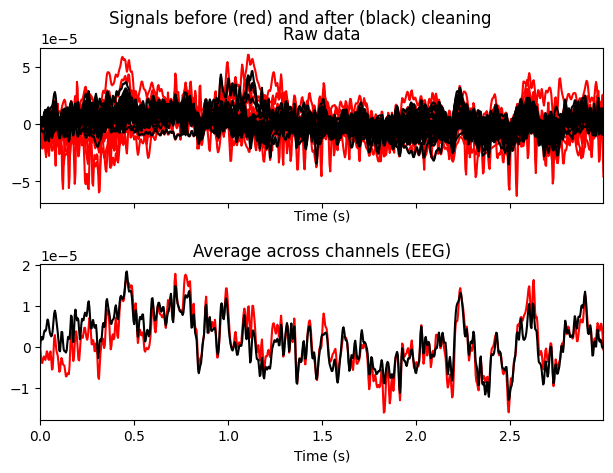 Signals before (red) and after (black) cleaning
Raw data
1e−5
5
0
−5
Time (s)
Average across channels (EEG)
1e−5
2
1
0
−1
0.0 0.5 1.0 1.5 2.0 2.5
Time (s)